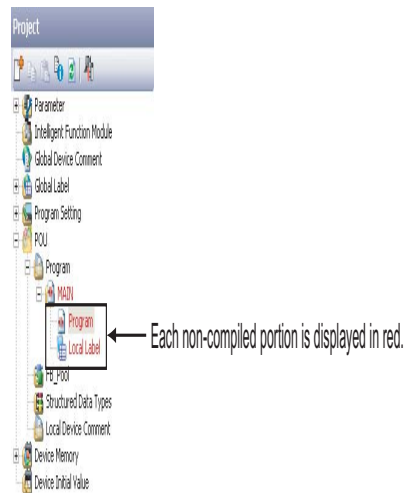 Project
Parameter
Intelligent Function Module
Global Device Comment
Global Label
Program Setting
POU
Program
MAIN
Program
Local Label
Each non-compiled portion is displayed in red.
FB_Pool
Structured Data Types
Local Device Comment
Device Memory
Device Initial Value